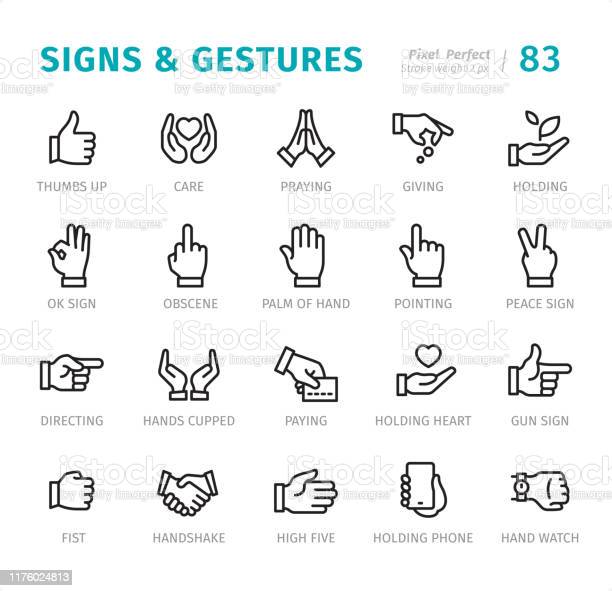 SIGNS & GESTURES
Pixel Perfect
Stroke weight 2 px
83
THUMBS UP CARE PRAYING GIVING HOLDING
OK SIGN OBSCENE PALM OF HAND POINTING PEACE SIGN
DIRECTING HANDS CUPPED PAYING HOLDING HEART GUN SIGN
FIST HANDSHAKE HIGH FIVE HOLDING PHONE HAND WATCH
iStock
by Getty Images™
1176024813